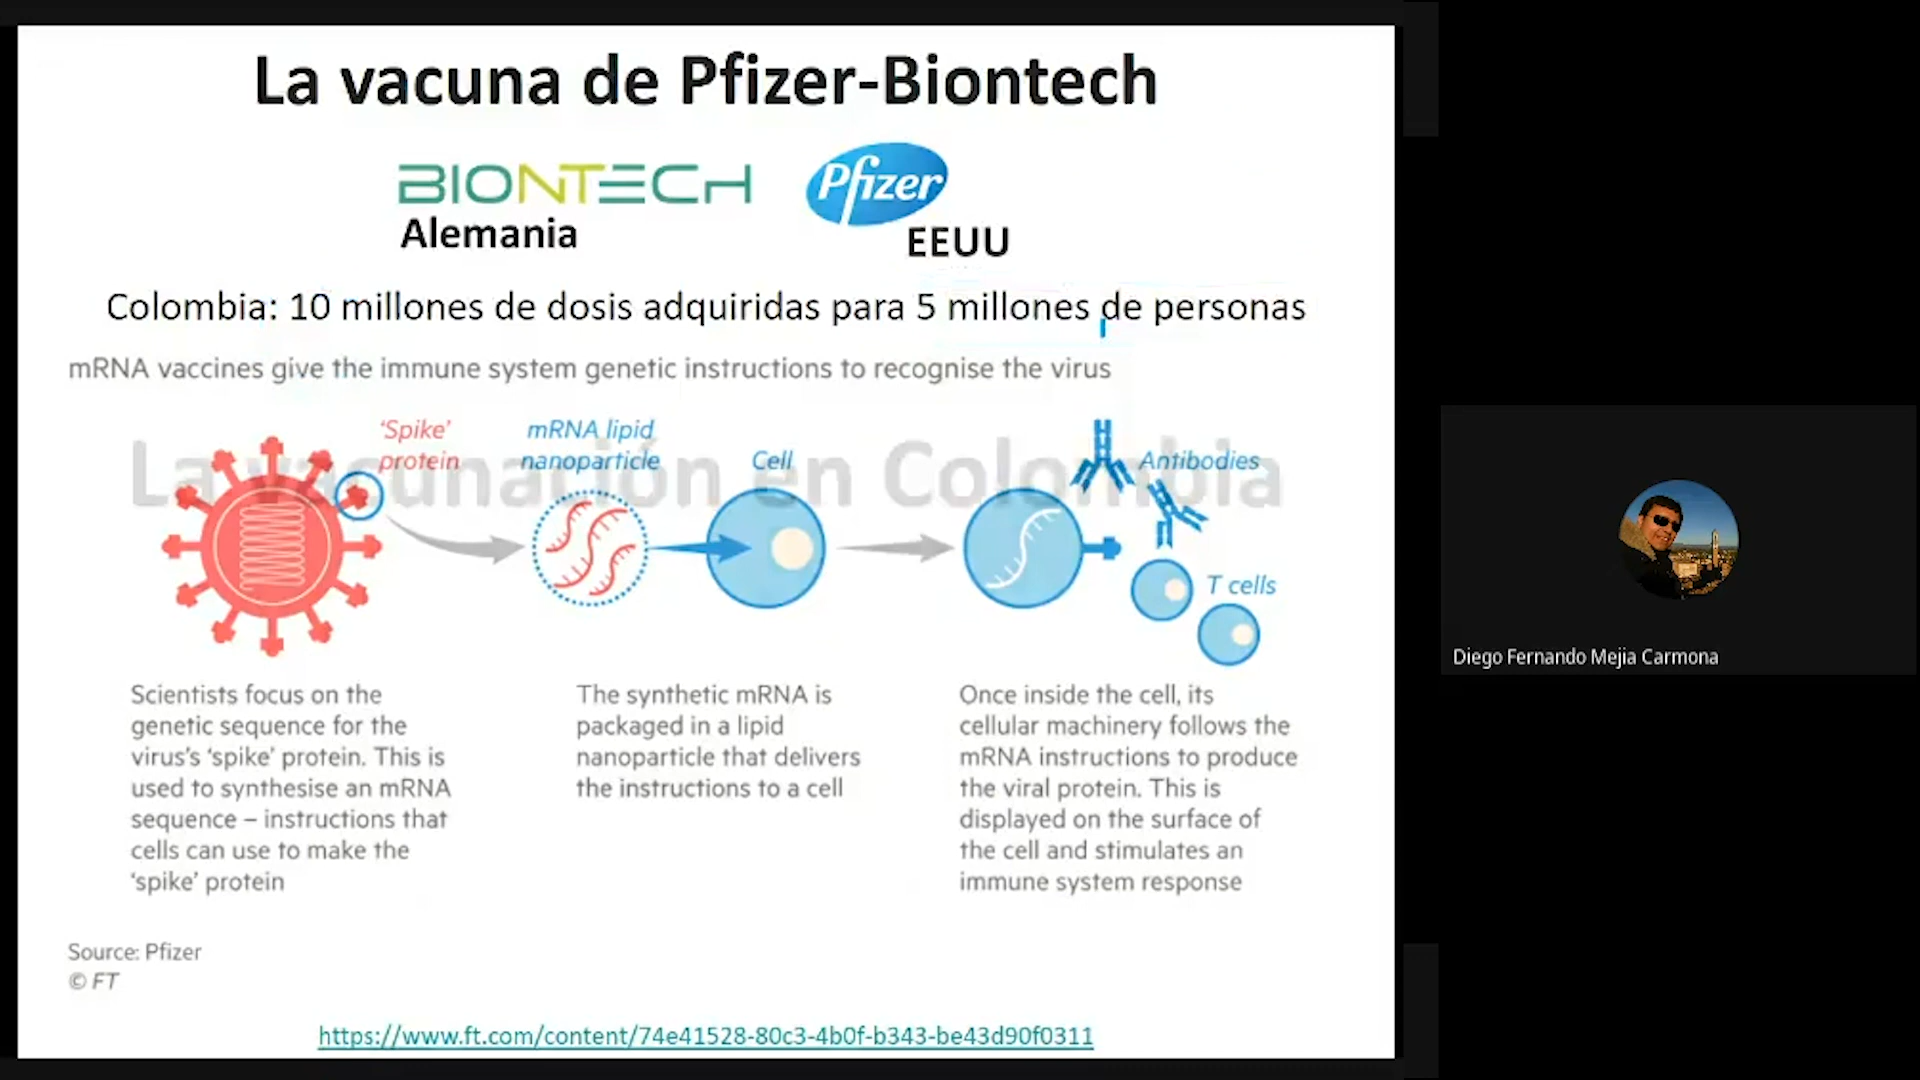 La vacuna de Pfizer-Biontech
BIONTECH
Pfizer
Alemania
EEUU
Colombia: 10 millones de dosis adquiridas para 5 millones de personas
mRNA vaccines give the immune system genetic instructions to recognise the virus
La vacunación en Colombia
‘Spike’
protein
mRNA lipid
nanoparticle
Cell
Antibodies
T cells
Scientists focus on the
genetic sequence for the
virus’s ‘spike’ protein. This is
used to synthesise an mRNA
sequence – instructions that
cells can use to make the
‘spike’ protein
The synthetic mRNA is
packaged in a lipid
nanoparticle that delivers
the instructions to a cell
Once inside the cell, its
cellular machinery follows the
mRNA instructions to produce
the viral protein. This is
displayed on the surface of
the cell and stimulates an
immune system response
Source: Pfizer
© FT
https://www.ft.com/content/74e41528-80c3-4b0f-b343-be43d90f0311
Diego Fernando Mejia Carmona